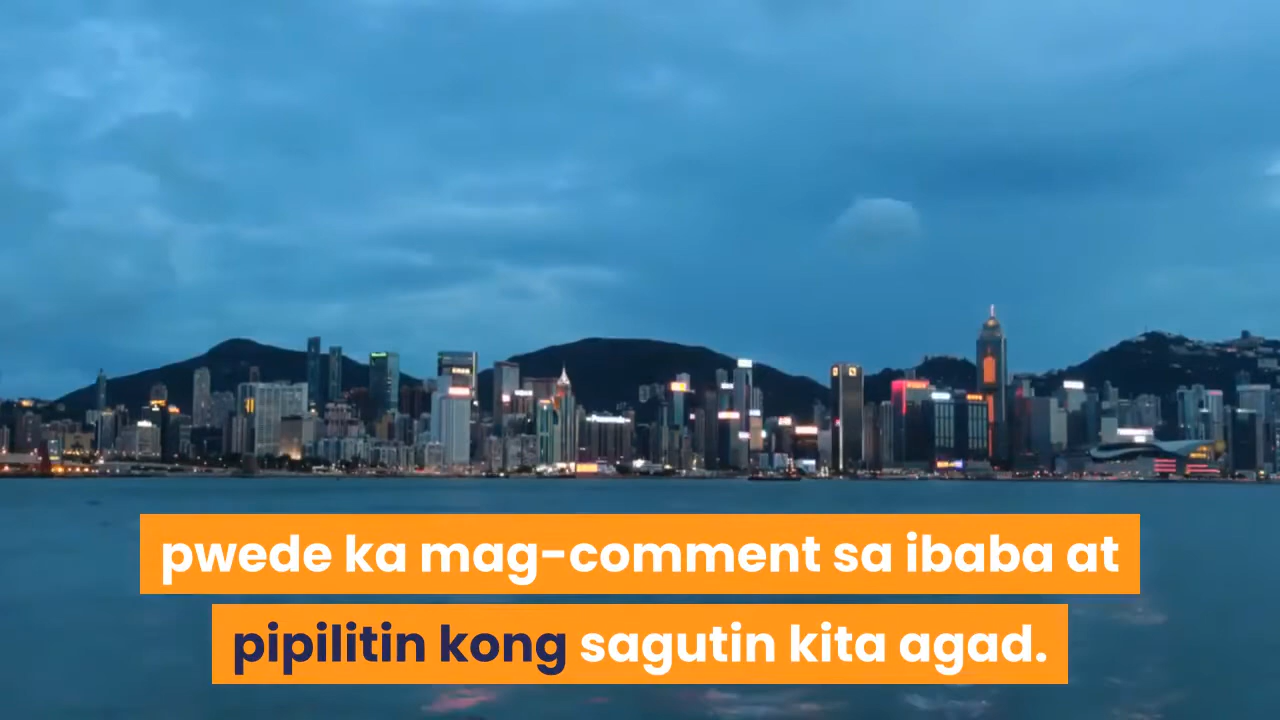 pwede ka mag-comment sa ibaba at
pipilitin kong sagutin kita agad.